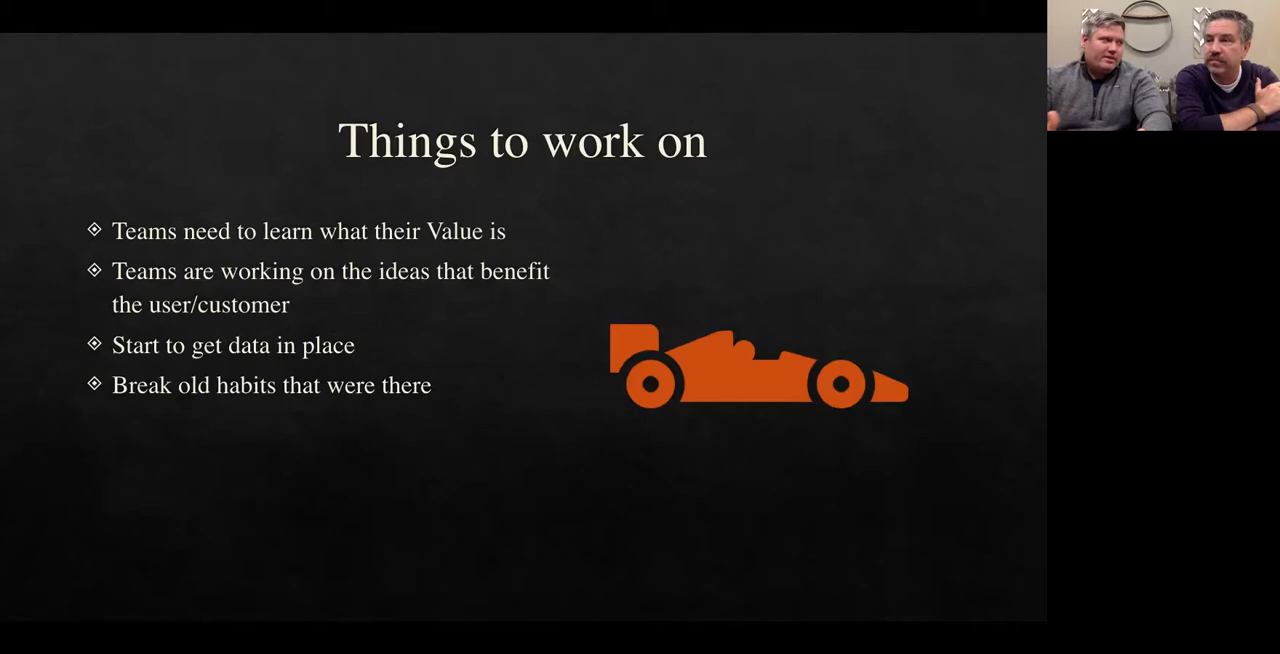 Things to work on
Teams need to learn what their Value is
Teams are working on the ideas that benefit
the user/customer
Start to get data in place
Break old habits that were there